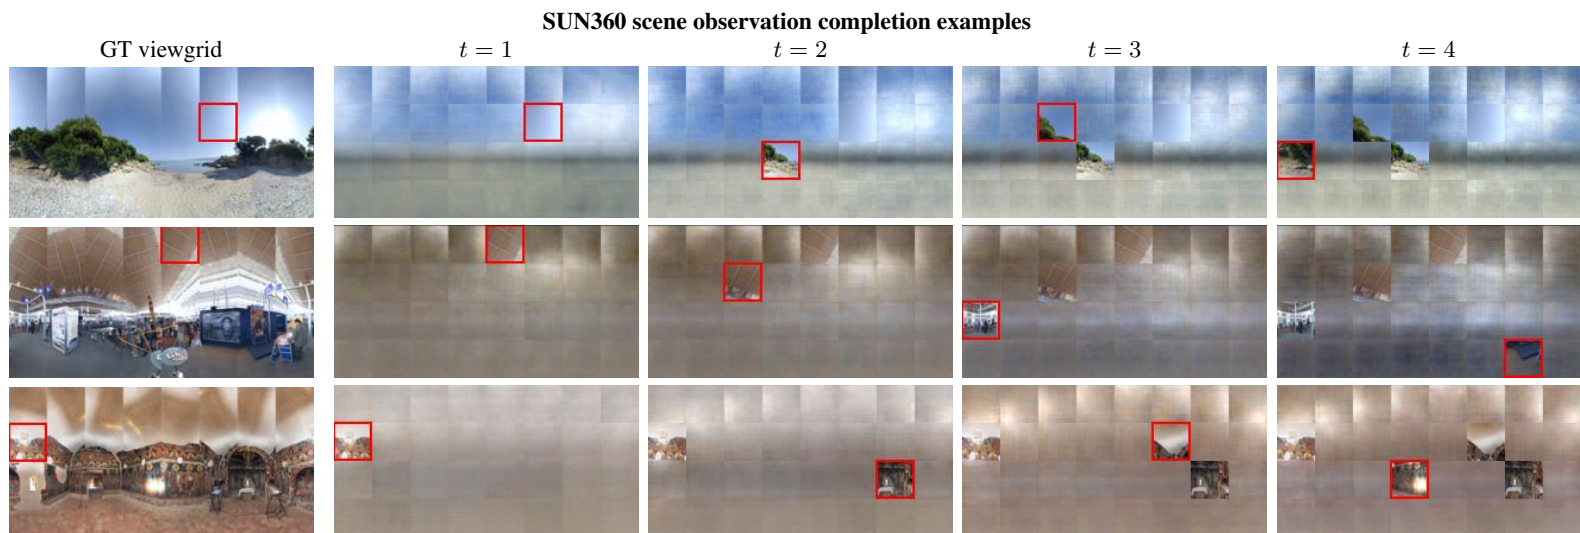 SUN360 scene observation completion examples
GT viewgrid t = 1 t = 2 t = 3 t = 4